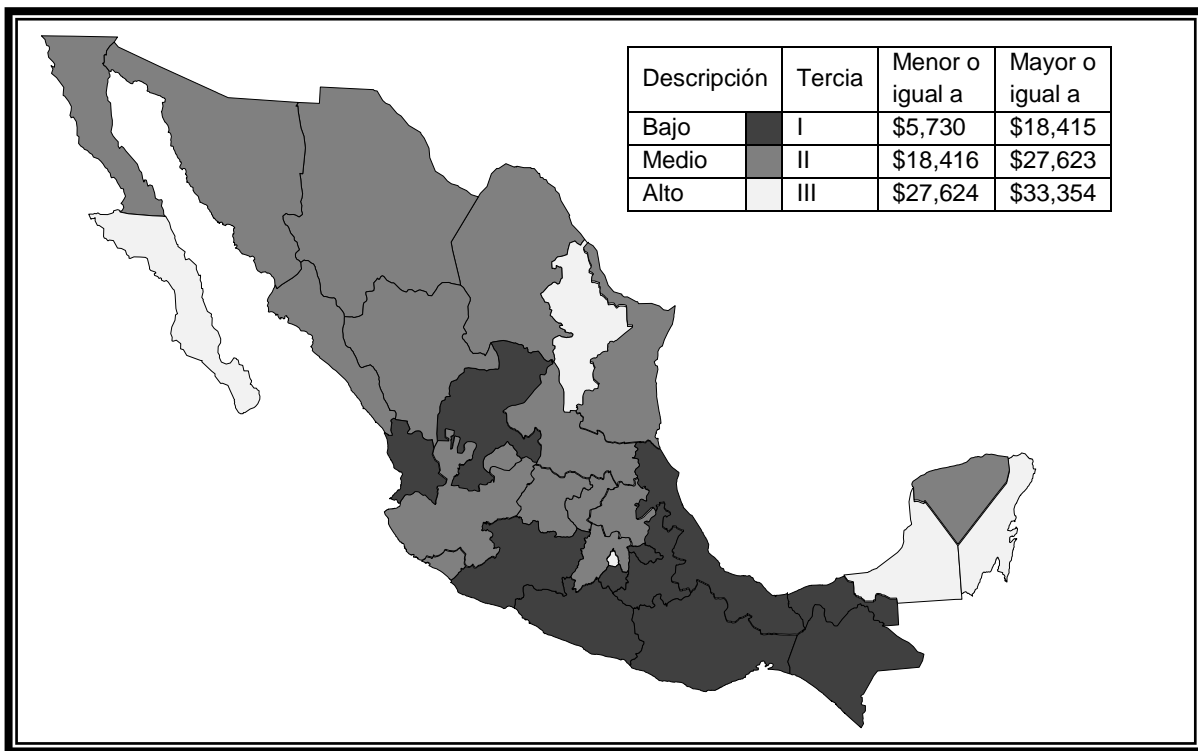 Descripción Tercia Menor o igual a Mayor o igual a
Bajo I $5,730 $18,415
Medio II $18,416 $27,623
Alto III $27,624 $33,354